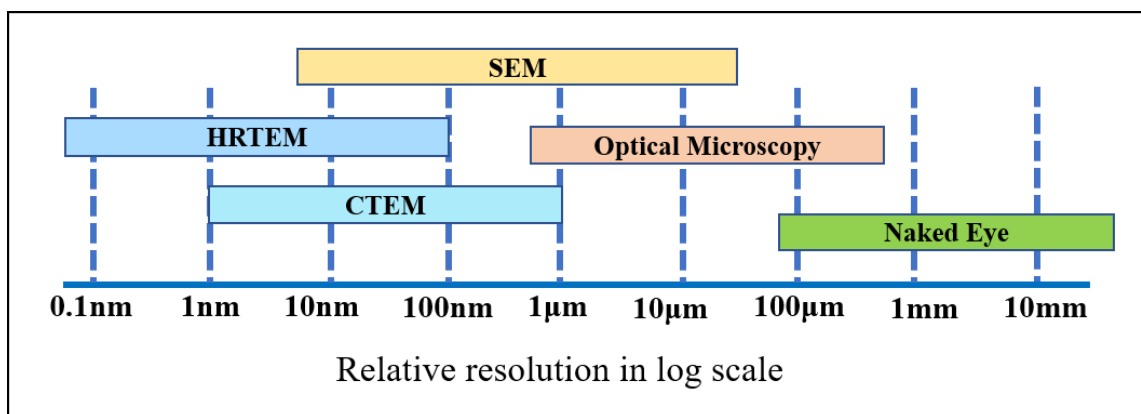 SEM
HRTEM
Optical Microscopy
CTEM
Naked Eye
0.1nm 1nm 10nm 100nm 1μm 10μm 100μm 1mm 10mm
Relative resolution in log scale